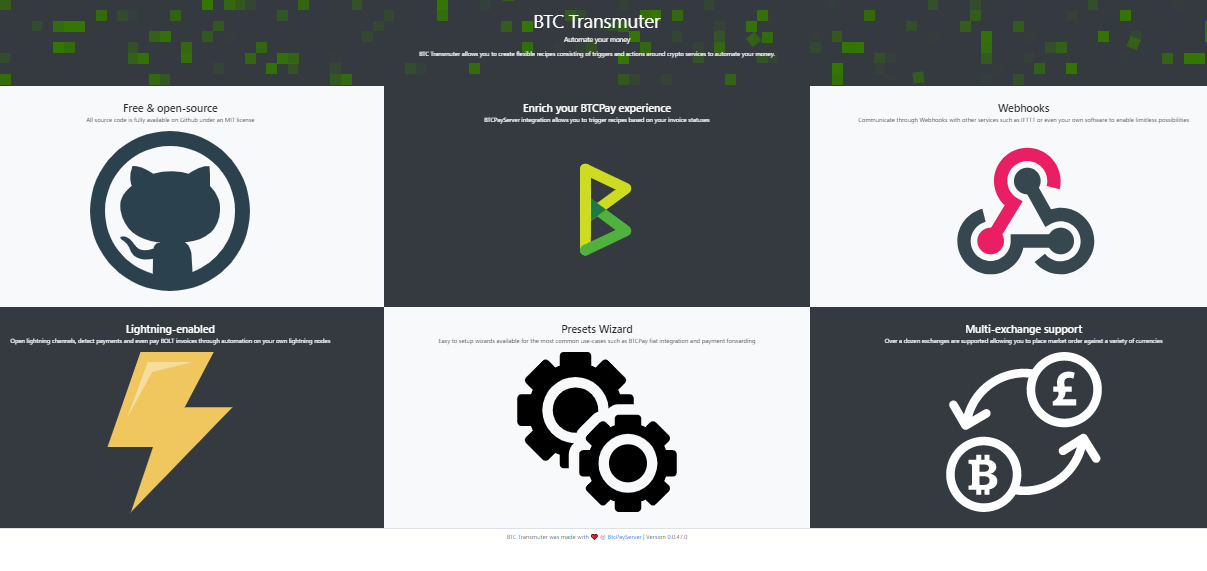 BTC Transmuter
Automate your money
BTC Transmuter allows you to create flexible recipes consisting of triggers and actions around crypto services to automate your money.
Free & open-source
All source code is fully available on Github under an MIT license
Enrich your BTCPay experience
BTCPayServer integration allows you to trigger recipes based on your invoice statuses
Webhooks
Communicate through Webhooks with other services such as IFTTT or even your own software to enable limitless possibilities
Lightning-enabled
Open lightning channels, detect payments and even pay BOLT invoices through automation on your own lightning nodes
Presets Wizard
Easy to setup wizards available for the most common use-cases such as BTCPay fiat integration and payment forwarding
Multi-exchange support
Over a dozen exchanges are supported allowing you to place market order against a variety of currencies
BTC Transmuter was made with ❤ @ BtcPayServer | Version 0.0.47.0